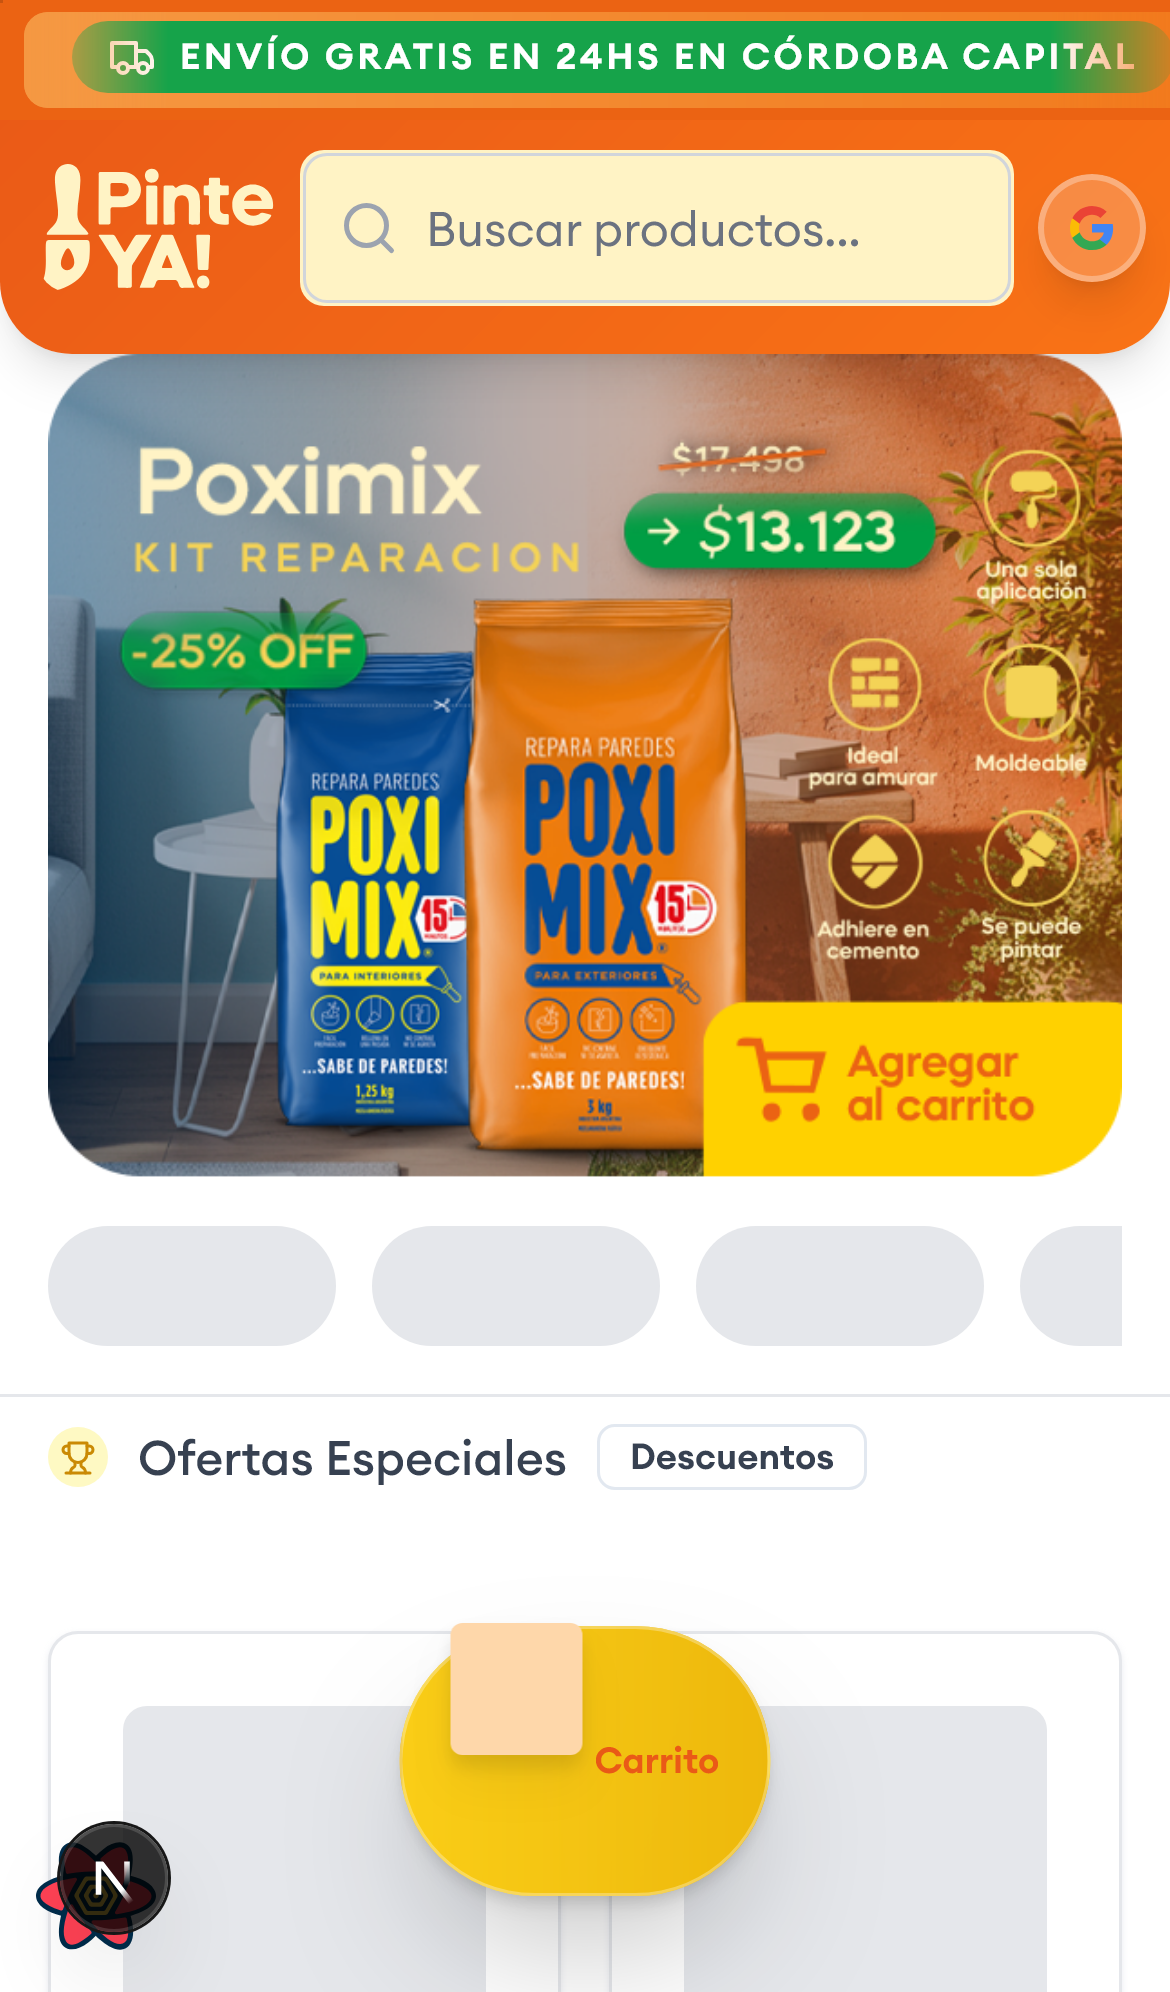 ENVÍO GRATIS EN 24HS EN CÓRDOBA CAPITAL
Pinte
YA!
Buscar productos...
Poximix
KIT REPARACION
-25% OFF
$17.498
→ $13.123
Una sola
aplicación
Ideal
para amurar
Moldeable
Adhiere en
cemento
Se puede
pintar
REPARA PAREDES
POXI
MIX
15
MINUTOS
PARA INTERIORES
...SABE DE PAREDES!
1,25 kg
REPARA PAREDES
POXI
MIX
15
MINUTOS
PARA EXTERIORES
...SABE DE PAREDES!
3 kg
Agregar
al carrito
Ofertas Especiales
Descuentos
Carrito
N